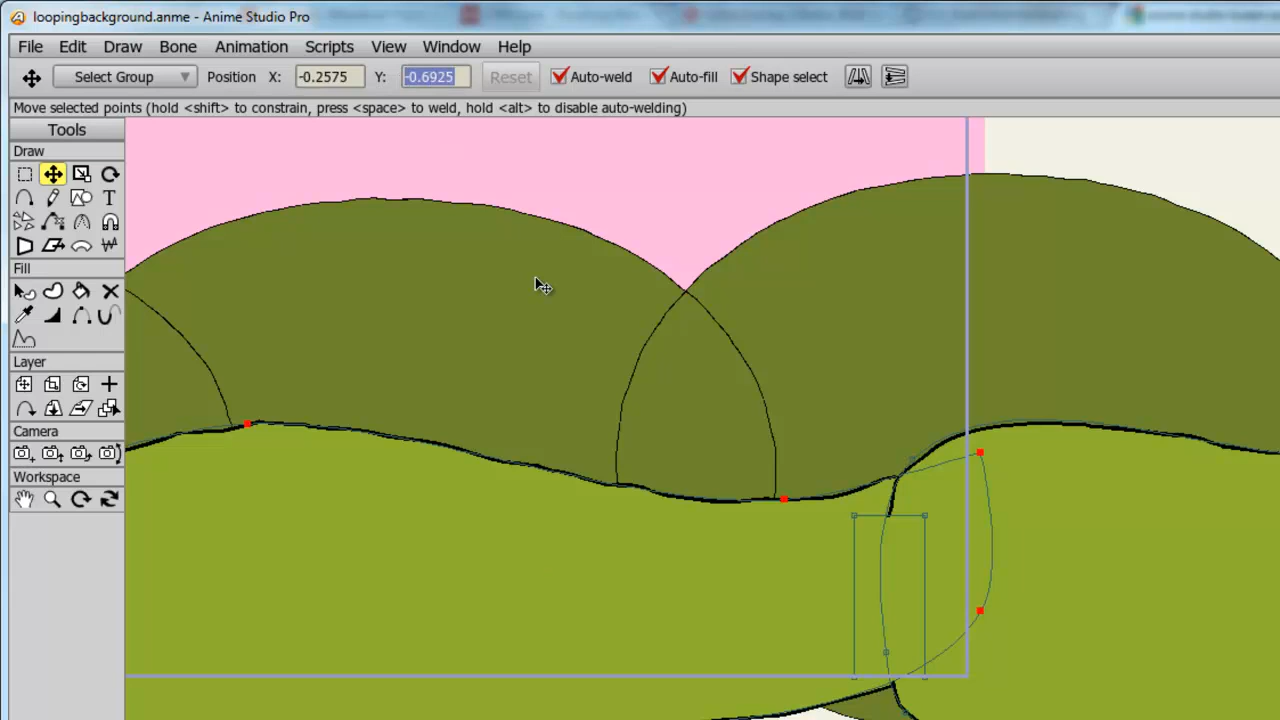 loopingbackground.anme - Anime Studio Pro
File Edit Draw Bone Animation Scripts View Window Help
Select Group Position X: -0.2575 Y: -0.6925 Reset Auto-weld Auto-fill Shape select
Move selected points (hold <shift> to constrain, press <space> to weld, hold <alt> to disable auto-welding)
Tools
Draw
T
Fill
Layer
Camera
Workspace